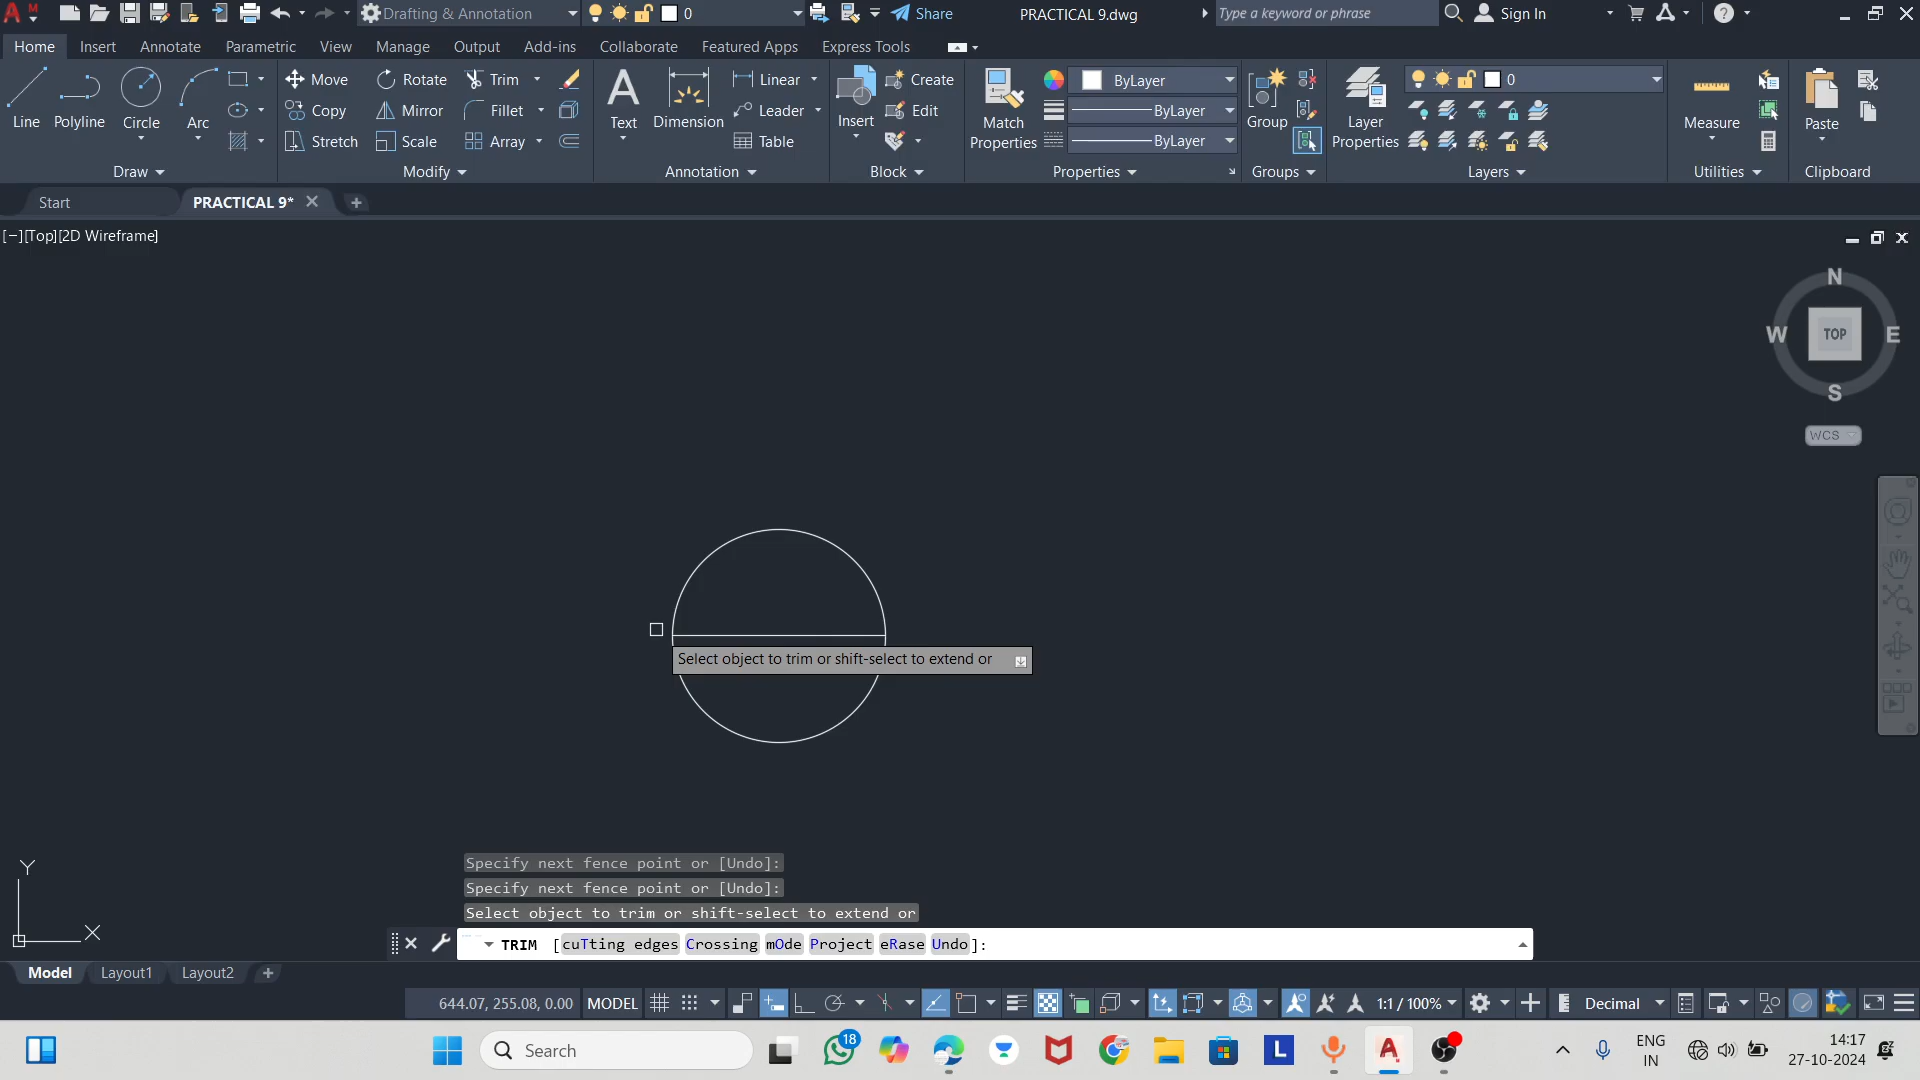 Drafting & Annotation
0
Share
PRACTICAL 9.dwg
Type a keyword or phrase
Sign In
?
Home
Insert
Annotate
Parametric
View
Manage
Output
Add-ins
Collaborate
Featured Apps
Express Tools
Line
Polyline
Circle
Arc
Draw
Move
Rotate
Trim
Copy
Mirror
Fillet
Stretch
Scale
Array
Modify
A
Text
Dimension
Linear
Leader
Table
Annotation
Insert
Create
Edit
Block
Match
Properties
ByLayer
ByLayer
ByLayer
Properties
Group
Groups
Layer
Properties
0
Layers
Measure
Utilities
Paste
Clipboard
Start
PRACTICAL 9*
[−][Top][2D Wireframe]
N
W
TOP
E
S
WCS
Select object to trim or shift-select to extend or
Y
X
Specify next fence point or [Undo]:
Specify next fence point or [Undo]:
Select object to trim or shift-select to extend or
TRIM [cuTting edges Crossing mOde Project eRase Undo]:
Model
Layout1
Layout2
644.07, 255.08, 0.00
MODEL
1:1 / 100%
Decimal
Search
18
L
A
ENG
IN
14:17
27-10-2024